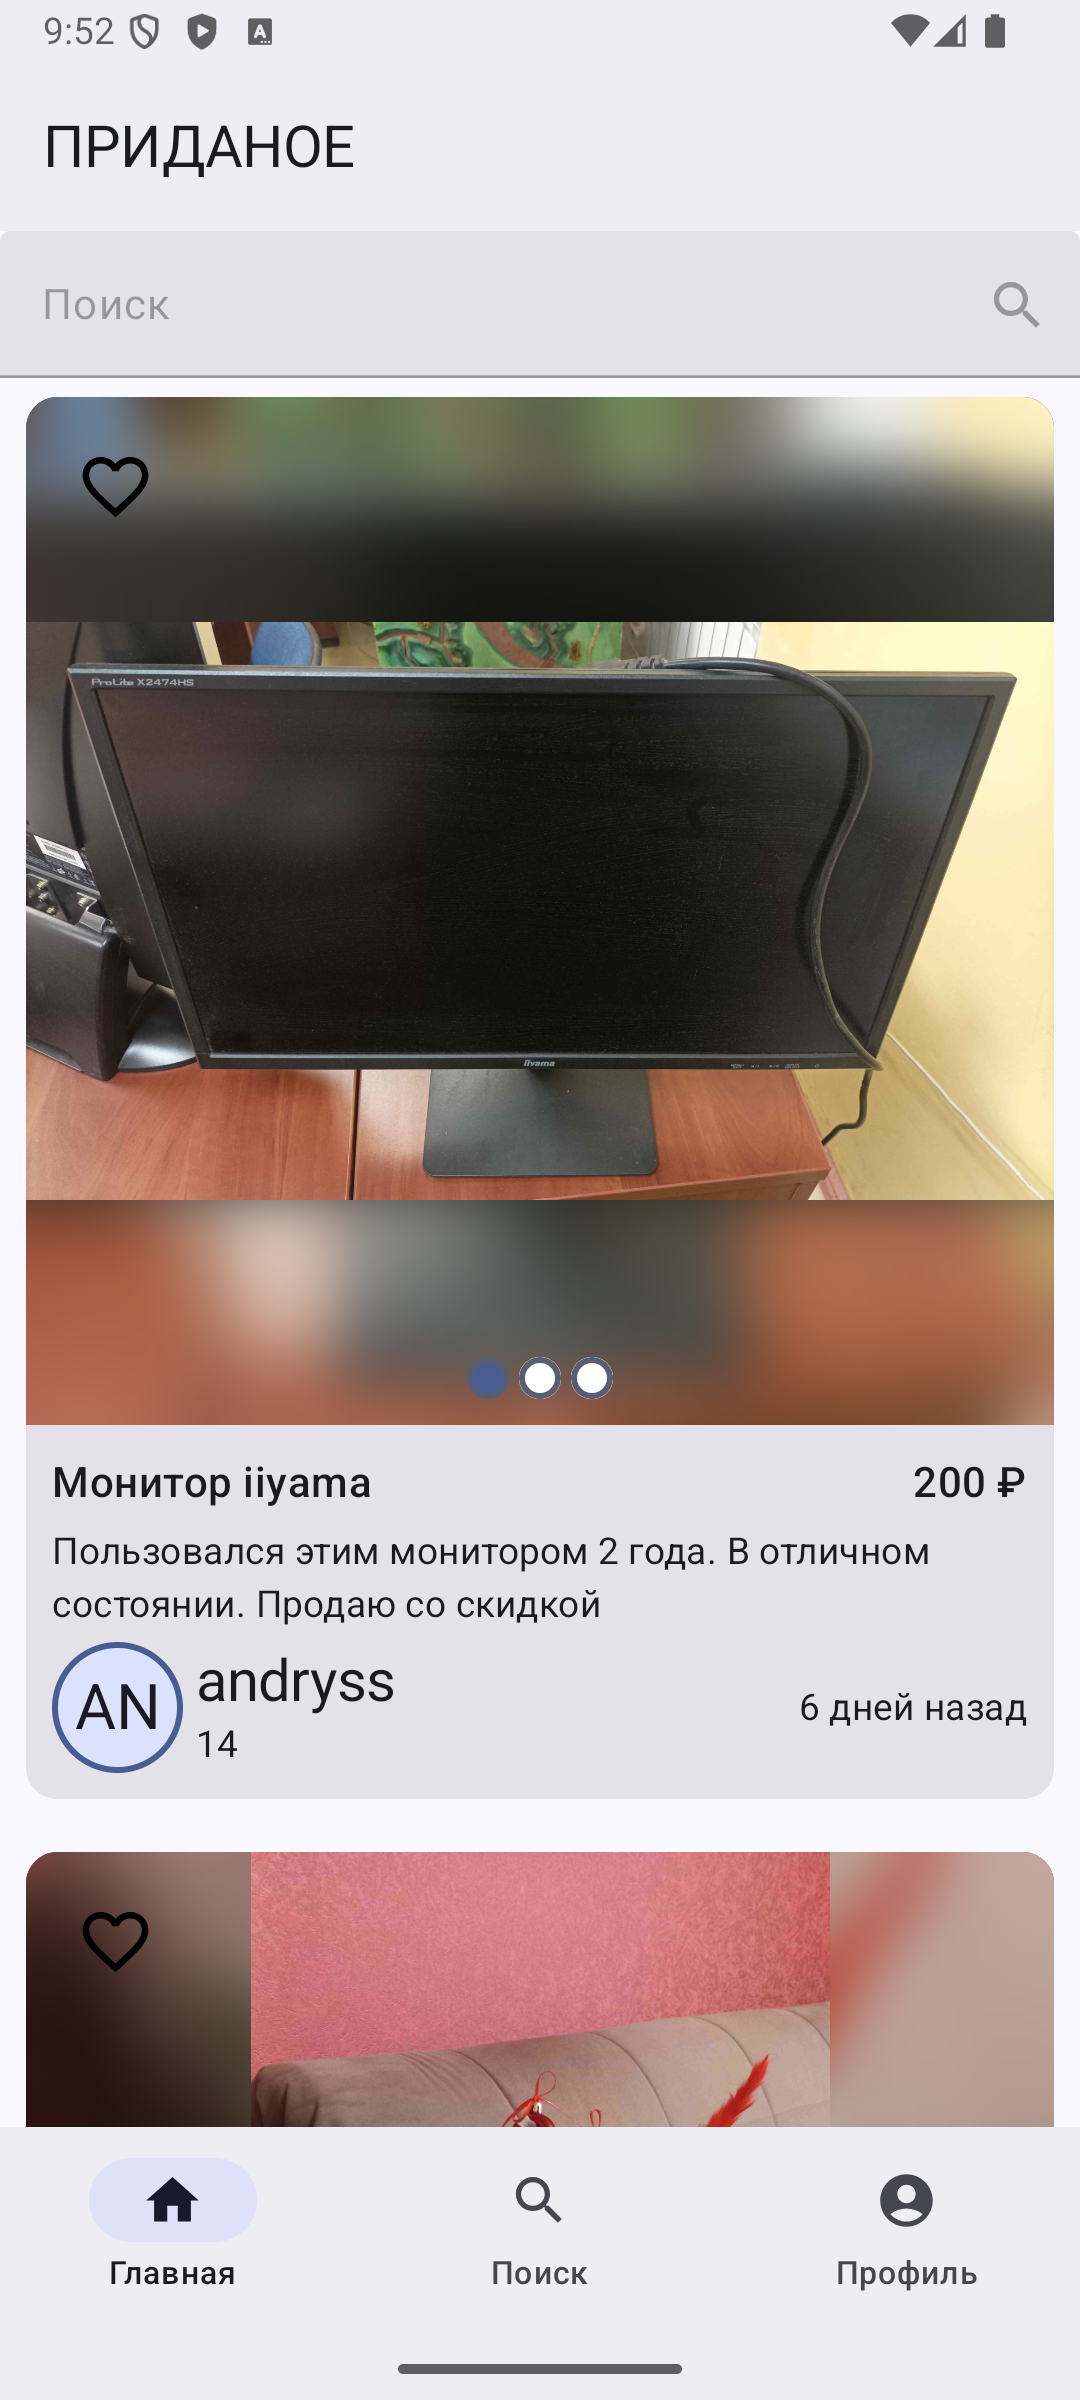 9:52
ПРИДАНОЕ
Поиск
ProLite X2474HS
iiyama
Монитор iiyama
200 ₽
Пользовался этим монитором 2 года. В отличном
состоянии. Продаю со скидкой
AN
andryss
14
6 дней назад
Главная
Поиск
Профиль